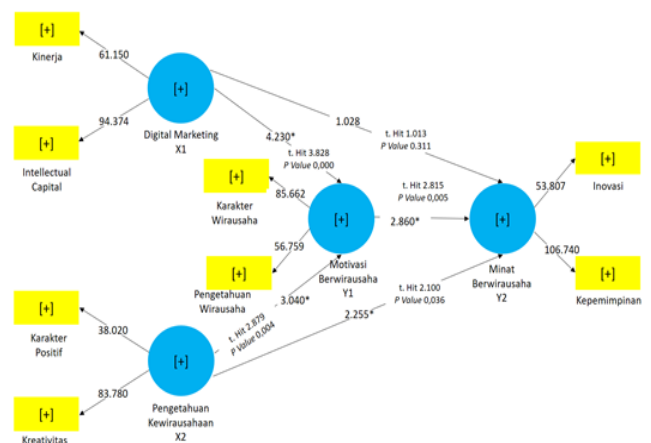 [+]
Kinerja
61.150
[+]
Digital Marketing
X1
94.374
[+]
Intellectual
Capital
1.028
t. Hit 1.013
P Value 0.311
4.230*
t. Hit 3.828
P Value 0,000
[+]
Karakter
Wirausaha
85.662
[+]
Motivasi
Berwirausaha
Y1
56.759
[+]
Pengetahuan
Wirausaha
t. Hit 2.815
P Value 0,005
2.860*
[+]
Minat
Berwirausaha
Y2
53.807
[+]
Inovasi
106.740
[+]
Kepemimpinan
3.040*
t. Hit 2.879
P Value 0,004
t. Hit 2.100
P Value 0,036
2.255*
[+]
Karakter
Positif
38.020
[+]
Pengetahuan
Kewirausahaan
X2
83.780
[+]
Kreativitas